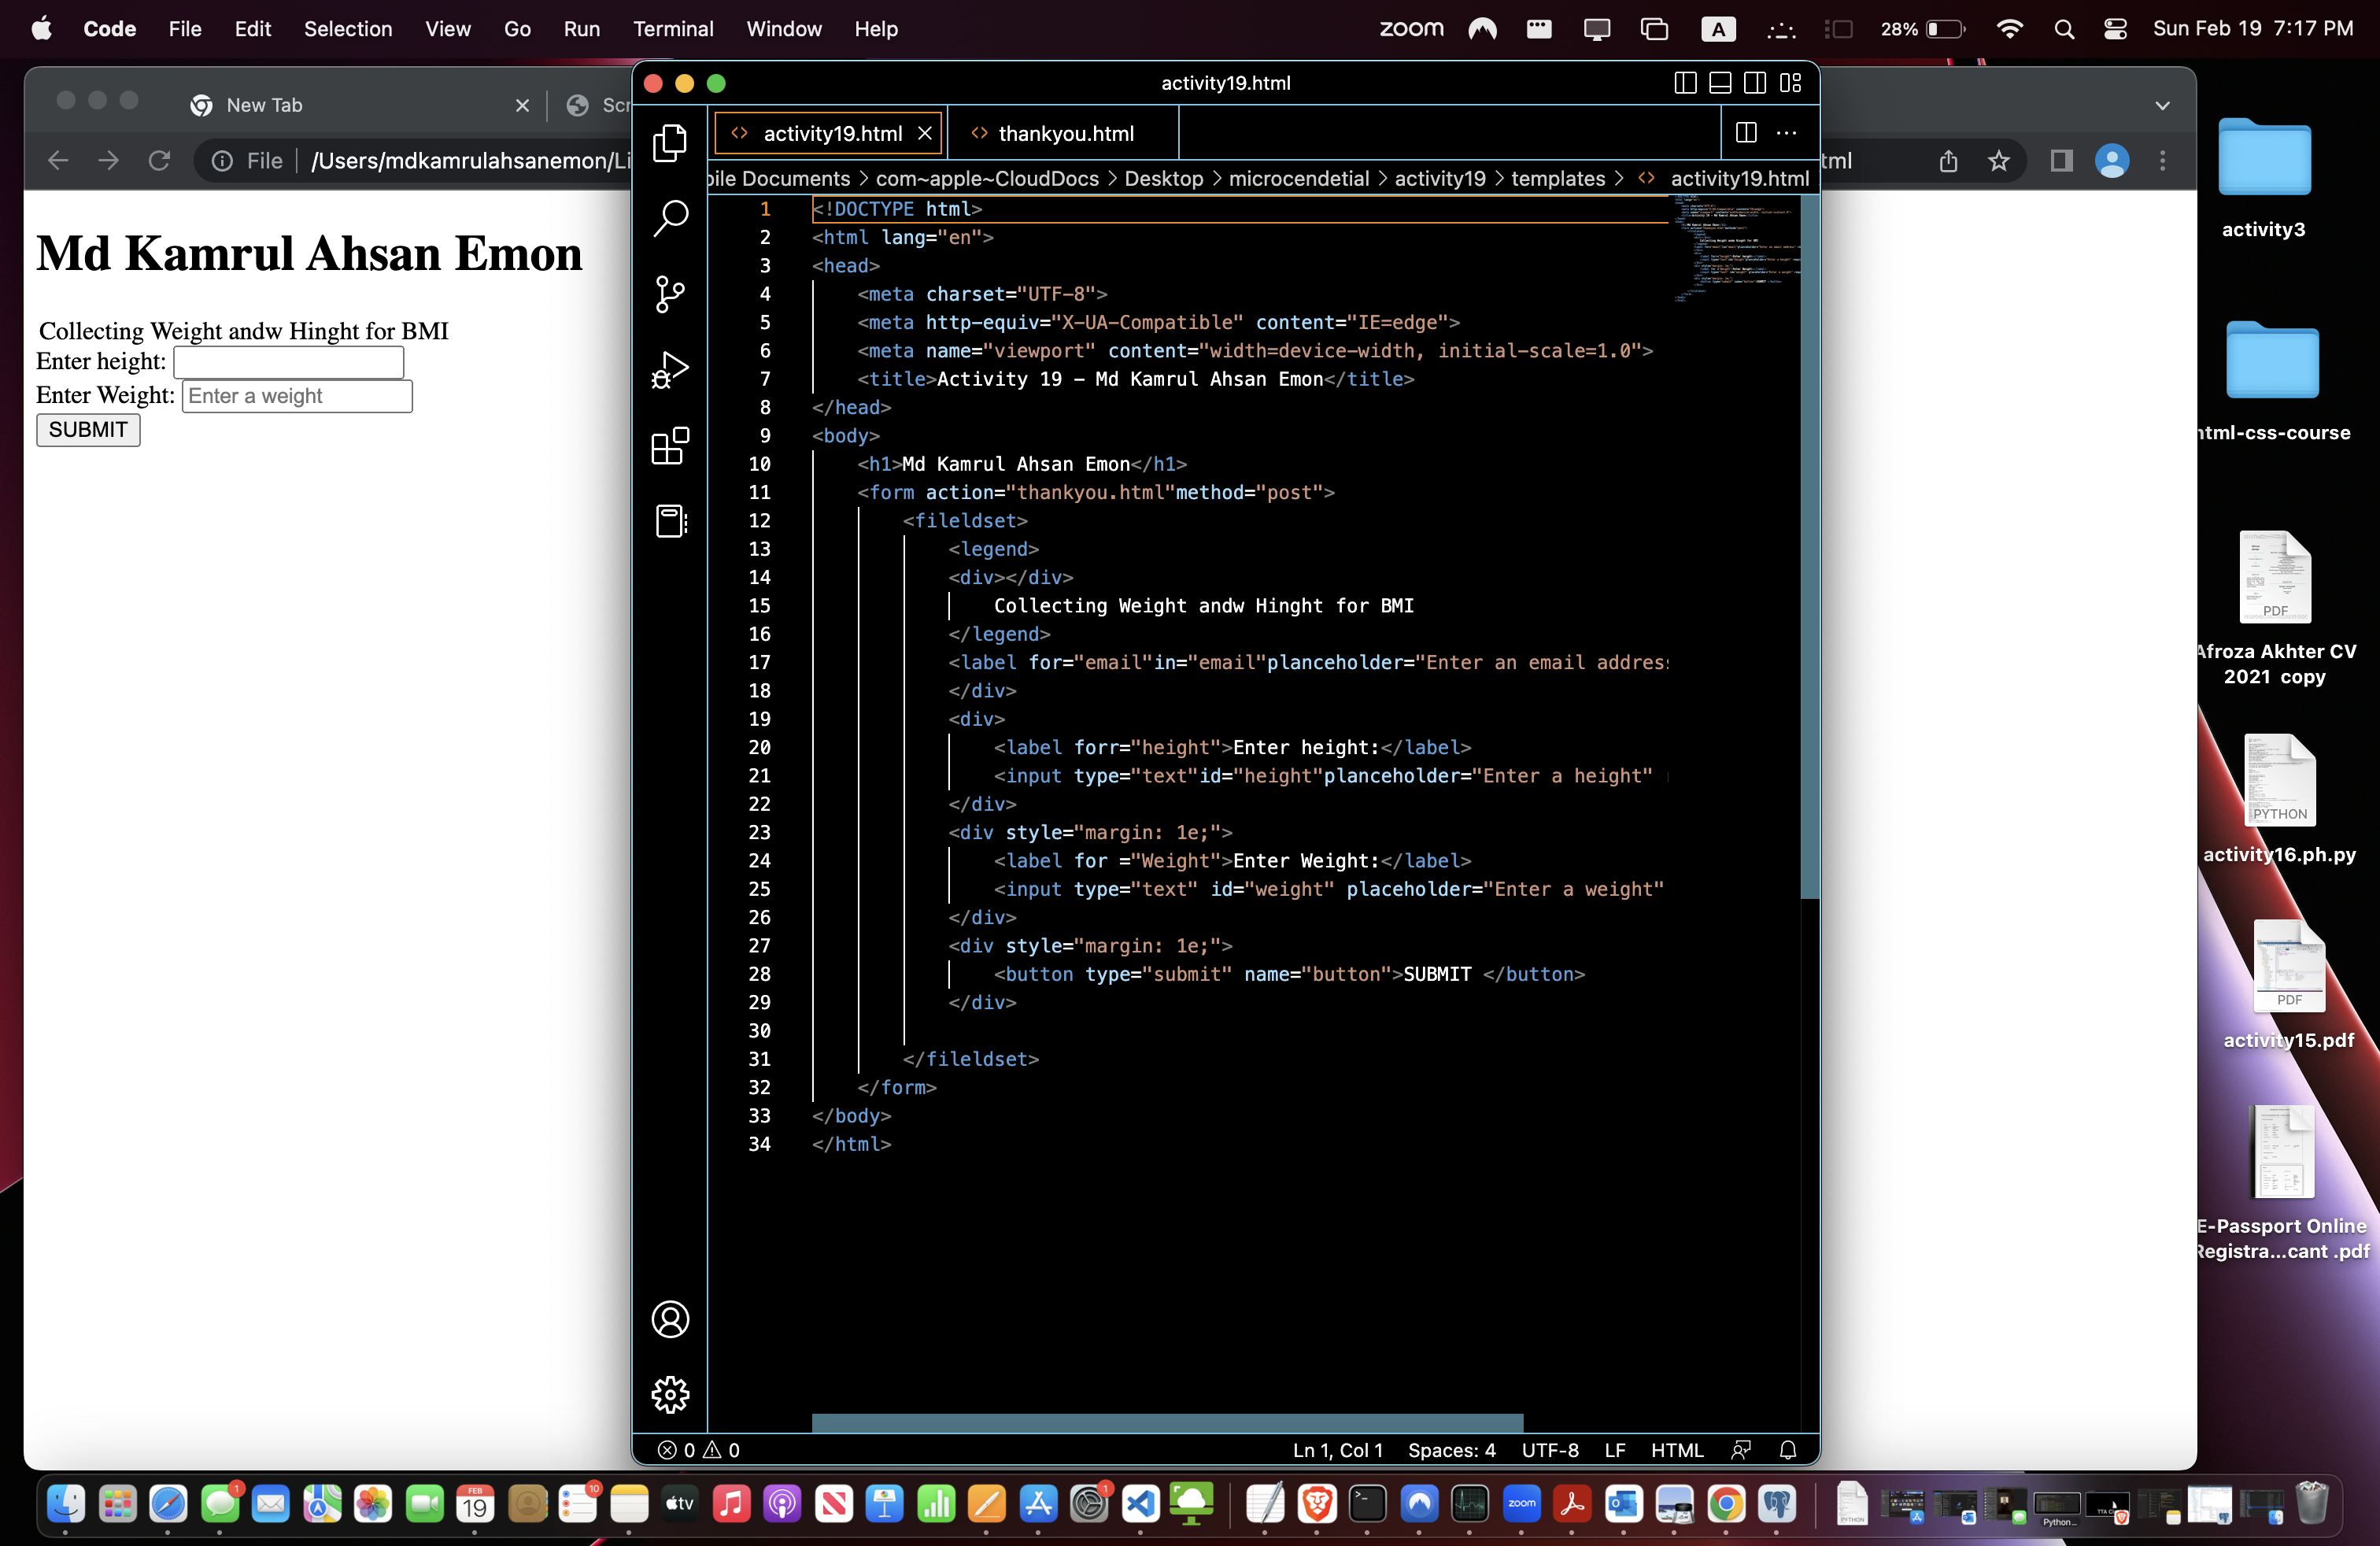 Code File Edit Selection View Go Run Terminal Window Help zoom A 28% Sun Feb 19 7:17 PM
New Tab Scr
File /Users/mdkamrulahsanemon/Li tml
Md Kamrul Ahsan Emon
Collecting Weight andw Hinght for BMI
Enter height:
Enter Weight: Enter a weight
SUBMIT
activity19.html
activity19.html thankyou.html
bile Documents > com~apple~CloudDocs > Desktop > microcendetial > activity19 > templates > <> activity19.html
1 <!DOCTYPE html>
2 <html lang="en">
3 <head>
4 <meta charset="UTF-8">
5 <meta http-equiv="X-UA-Compatible" content="IE=edge">
6 <meta name="viewport" content="width=device-width, initial-scale=1.0">
7 <title>Activity 19 - Md Kamrul Ahsan Emon</title>
8 </head>
9 <body>
10 <h1>Md Kamrul Ahsan Emon</h1>
11 <form action="thankyou.html"method="post">
12 <fileldset>
13 <legend>
14 <div></div>
15 Collecting Weight andw Hinght for BMI
16 </legend>
17 <label for="email"in="email"planceholder="Enter an email addres
18 </div>
19 <div>
20 <label forr="height">Enter height:</label>
21 <input type="text"id="height"planceholder="Enter a height"
22 </div>
23 <div style="margin: 1e;">
24 <label for ="Weight">Enter Weight:</label>
25 <input type="text" id="weight" placeholder="Enter a weight"
26 </div>
27 <div style="margin: 1e;">
28 <button type="submit" name="button">SUBMIT </button>
29 </div>
30
31 </fileldset>
32 </form>
33 </body>
34 </html>
0 0 Ln 1, Col 1 Spaces: 4 UTF-8 LF HTML
activity3
html-css-course
PDF
Afroza Akhter CV
2021 copy
PYTHON
activity16.ph.py
PDF
activity15.pdf
E-Passport Online
Registra...cant .pdf
1 FEB 19 10 tv 1 zoom PYTHON Python...